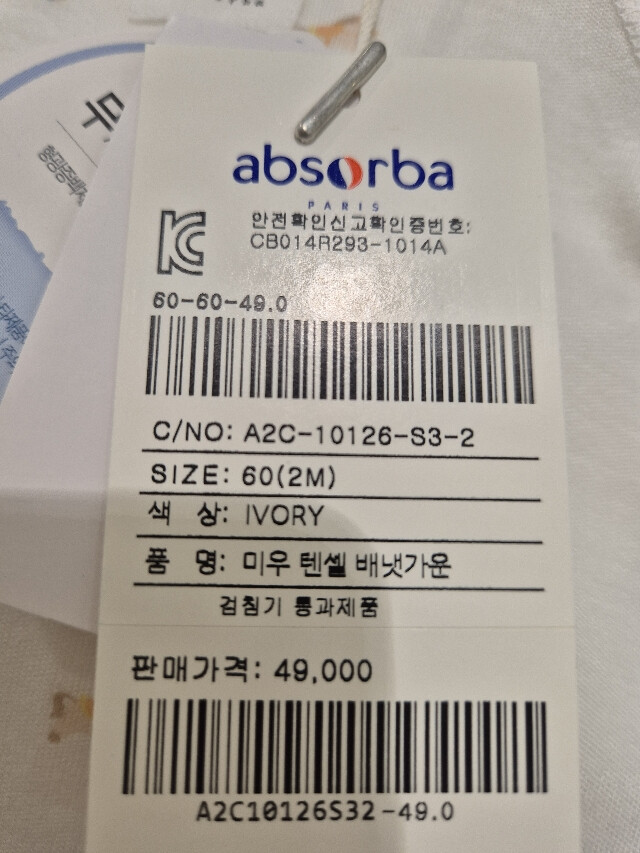 absorba
PARIS
안전확인신고확인증번호:
CB014R293-1014A
60-60-49.0
C/NO: A2C-10126-S3-2
SIZE: 60(2M)
색 상: IVORY
품 명: 미우 텐셀 배냇가운
검침기 통과제품
판매가격: 49,000
A2C10126S32-49.0